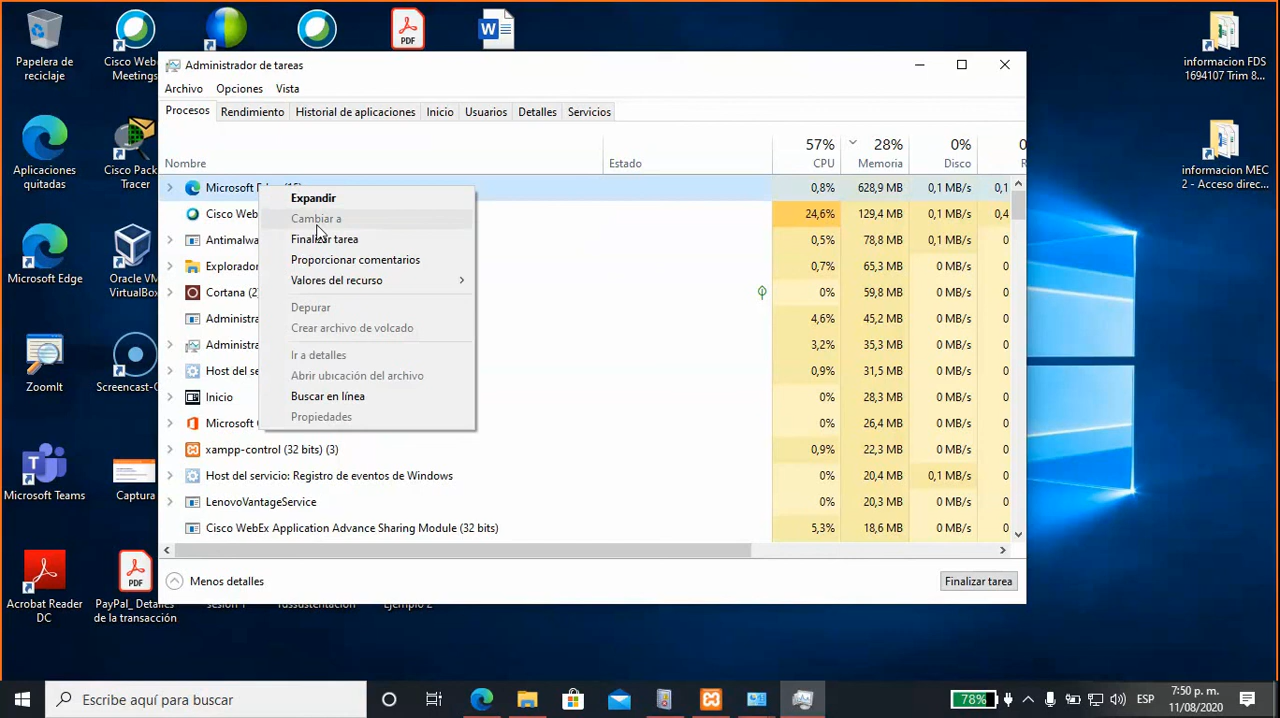 Papelera de
reciclaje
Cisco Web
Meetings
PDF
W
informacion FDS
1694107 Trim 8...
Administrador de tareas
Archivo Opciones Vista
Procesos Rendimiento Historial de aplicaciones Inicio Usuarios Detalles Servicios
57% 28% 0%
Nombre Estado CPU Memoria Disco
Aplicaciones
quitadas
Cisco Pack
Tracer
informacion MEC
2 - Acceso direc...
Microsoft 0,8% 628,9 MB 0,1 MB/s 0,1
Cisco Web 24,6% 129,4 MB 0,1 MB/s 0,4
Antimalwa 0,5% 78,8 MB 0,1 MB/s 0
Explorador 0,7% 65,3 MB 0 MB/s 0
Cortana (2) 0% 59,8 MB 0 MB/s 0
Administra 4,6% 45,2 MB 0 MB/s 0
Administra 3,2% 35,3 MB 0 MB/s 0
Host del se 0,9% 31,5 MB 0 MB/s 0
Inicio 0% 28,3 MB 0 MB/s 0
Microsoft 0% 26,4 MB 0 MB/s 0
xampp-control (32 bits) (3) 0,9% 22,3 MB 0 MB/s 0
Host del servicio: Registro de eventos de Windows 0% 20,4 MB 0,1 MB/s 0
LenovoVantageService 0% 20,3 MB 0 MB/s 0
Cisco WebEx Application Advance Sharing Module (32 bits) 5,3% 18,6 MB 0 MB/s 0
Expandir
Cambiar a
Finalizar tarea
Proporcionar comentarios
Valores del recurso
Depurar
Crear archivo de volcado
Ir a detalles
Abrir ubicación del archivo
Buscar en línea
Propiedades
Microsoft Edge
Oracle VM
VirtualBox
ZoomIt
Screencast-O
Microsoft Teams
Captura
Menos detalles
Finalizar tarea
PDF
Acrobat Reader
DC
PayPal_ Detalles
de la transacción
Escribe aquí para buscar
78%
ESP
7:50 p. m.
11/08/2020